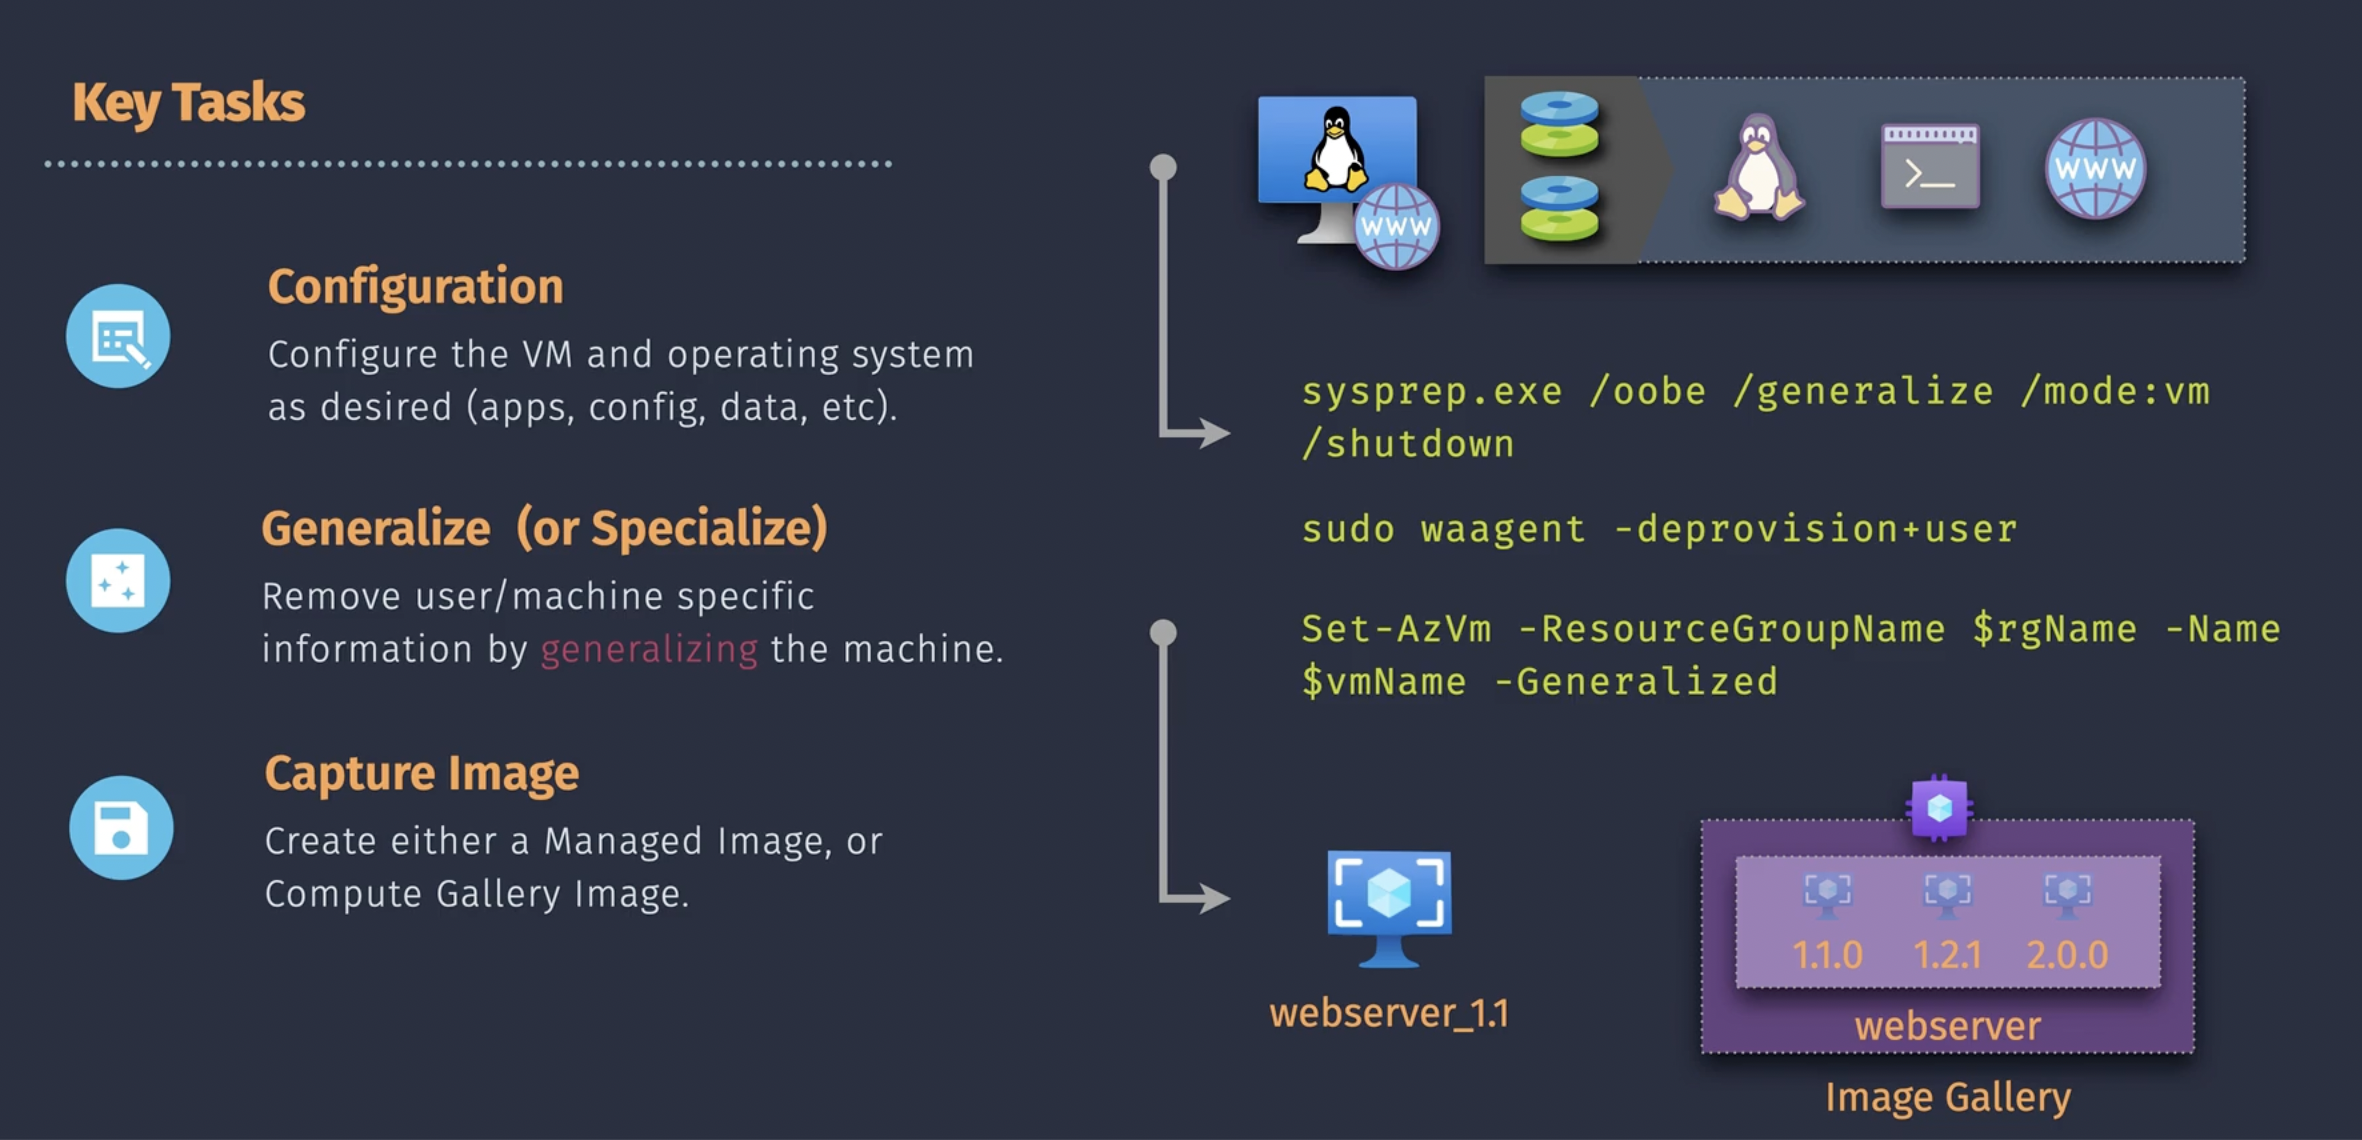 Key Tasks
Configuration
Configure the VM and operating system
as desired (apps, config, data, etc).
Generalize (or Specialize)
Remove user/machine specific
information by generalizing the machine.
Capture Image
Create either a Managed Image, or
Compute Gallery Image.
www
www
>_
sysprep.exe /oobe /generalize /mode:vm
/shutdown
sudo waagent -deprovision+user
Set-AzVm -ResourceGroupName $rgName -Name
$vmName -Generalized
webserver_1.1
1.1.0 1.2.1 2.0.0
webserver
Image Gallery